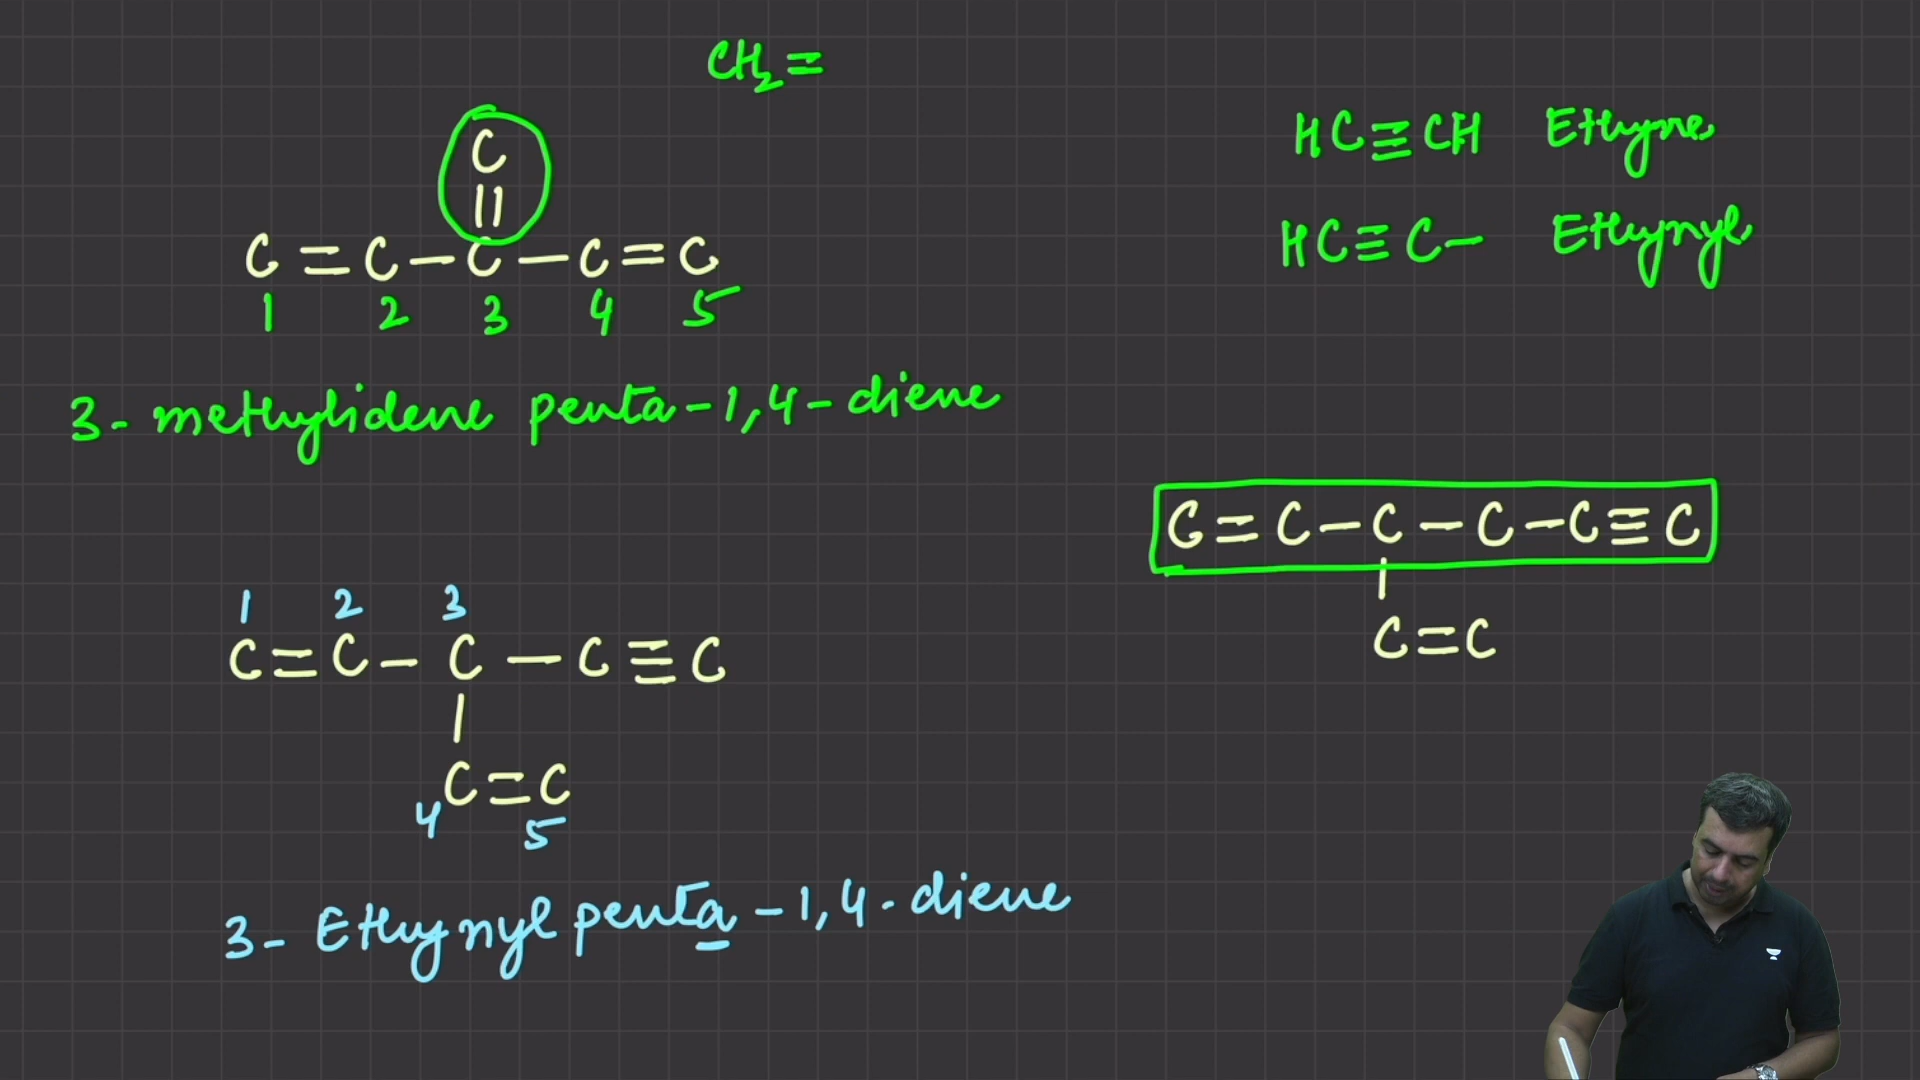 CH₂=
C
||
C=C-C-C=C
1 2 3 4 5
3-methylidene penta-1,4-diene
HC≡CH Ethyne
HC≡C- Ethynyl
1 2 3
C=C-C-C≡C
|
C=C
4 5
3-Ethynyl penta-1,4-diene
C=C-C-C-C≡C
|
C=C